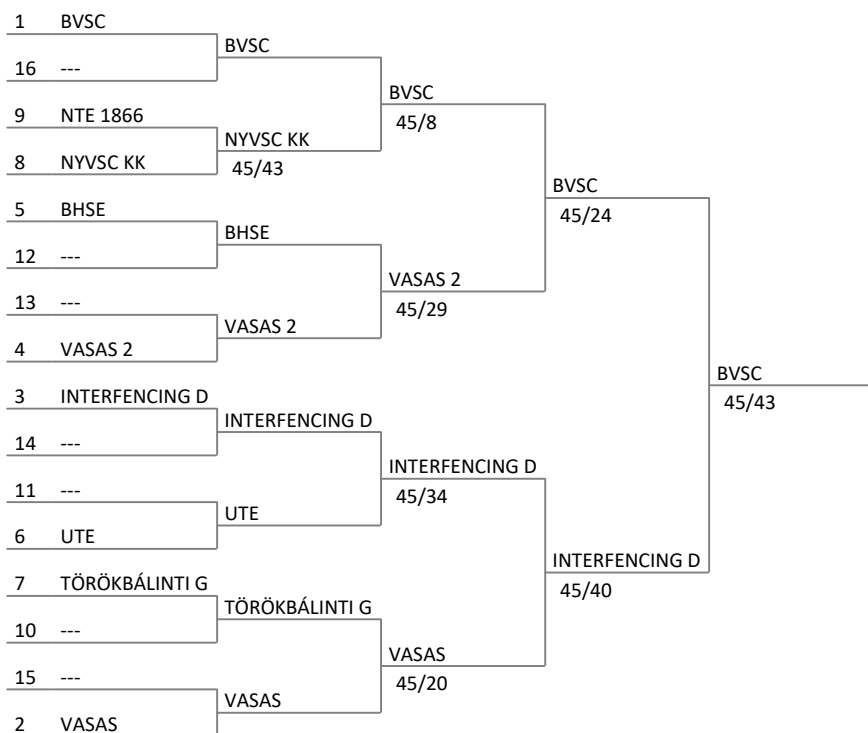 1 BVSC
BVSC
16 ---
BVSC
9 NTE 1866
45/8
NYVSC KK
8 NYVSC KK
45/43
BVSC
5 BHSE
45/24
BHSE
12 ---
VASAS 2
13 ---
45/29
VASAS 2
4 VASAS 2
BVSC
3 INTERFENCING D
45/43
INTERFENCING D
14 ---
INTERFENCING D
11 ---
45/34
UTE
6 UTE
INTERFENCING D
7 TÖRÖKBÁLINTI G
45/40
TÖRÖKBÁLINTI G
10 ---
VASAS
15 ---
45/20
VASAS
2 VASAS